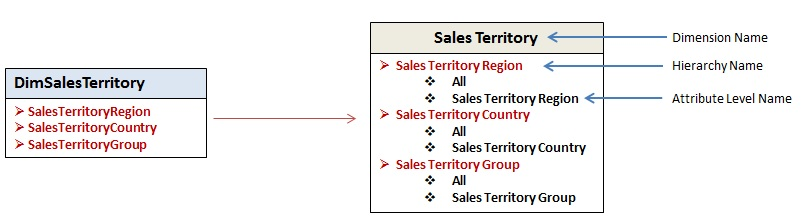 DimSalesTerritory
SalesTerritoryRegion
SalesTerritoryCountry
SalesTerritoryGroup
Sales Territory
Sales Territory Region
All
Sales Territory Region
Sales Territory Country
All
Sales Territory Country
Sales Territory Group
All
Sales Territory Group
Dimension Name
Hierarchy Name
Attribute Level Name